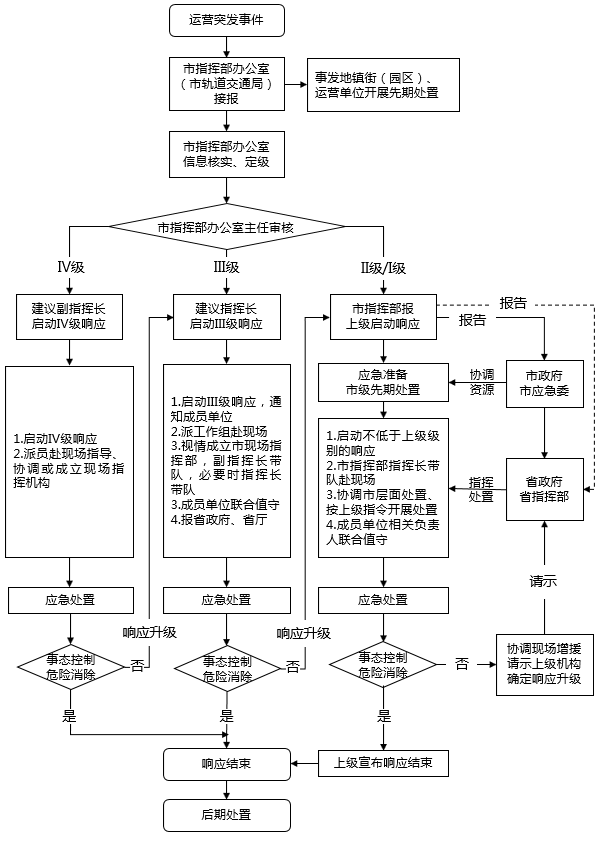 运营突发事件
市指挥部办公室
（市轨道交通局）
接报
事发地镇街（园区）、
运营单位开展先期处置
市指挥部办公室
信息核实、定级
市指挥部办公室主任审核
IV级
III级
II级/I级
建议副指挥长
启动IV级响应
建议指挥长
启动III级响应
市指挥部报
上级启动响应
报告
报告
应急准备
市级先期处置
协调
资源
市政府
市应急委
1.启动IV级响应
2.派员赴现场指导、
协调或成立现场指
挥机构
1.启动III级响应，通
知成员单位
2.派工作组赴现场
3.视情成立市现场指
挥部，副指挥长带
队，必要时指挥长
带队
3.成员单位联合值守
4.报省政府、省厅
1.启动不低于上级级
别的响应
2.市指挥部指挥长带
队赴现场
3.协调市层面处置、
按上级指令开展处置
4.成员单位相关负责
人联合值守
指挥
处置
省政府
省指挥部
请示
应急处置
应急处置
应急处置
响应升级
响应升级
事态控制
危险消除
否
事态控制
危险消除
否
事态控制
危险消除
否
协调现场增援
请示上级机构
确定响应升级
是
是
是
响应结束
上级宣布响应结束
后期处置